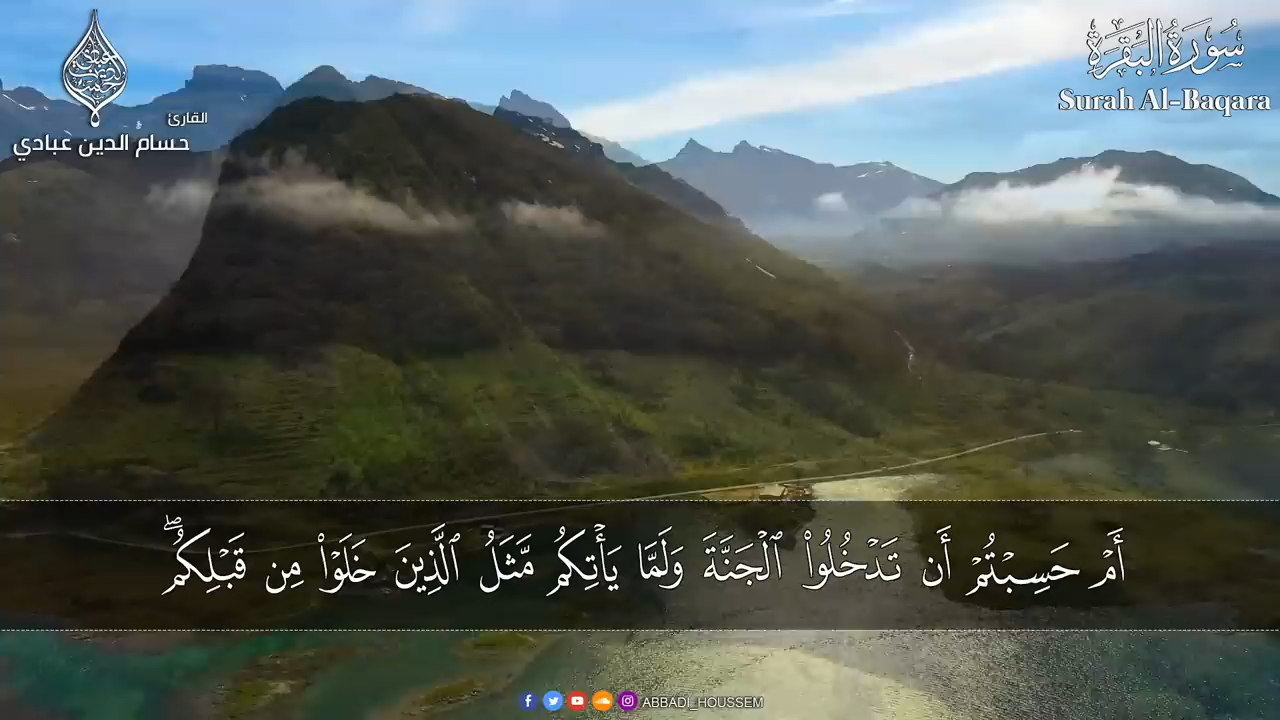 سُورَةُ البَقَرَةِ
Surah Al-Baqara
القارئ
حسام الدين عبادي
أَمْ حَسِبْتُمْ أَن تَدْخُلُوا۟ ٱلْجَنَّةَ وَلَمَّا يَأْتِكُم مَّثَلُ ٱلَّذِينَ خَلَوْا۟ مِن قَبْلِكُم ۖ
ABBADI_HOUSSEM